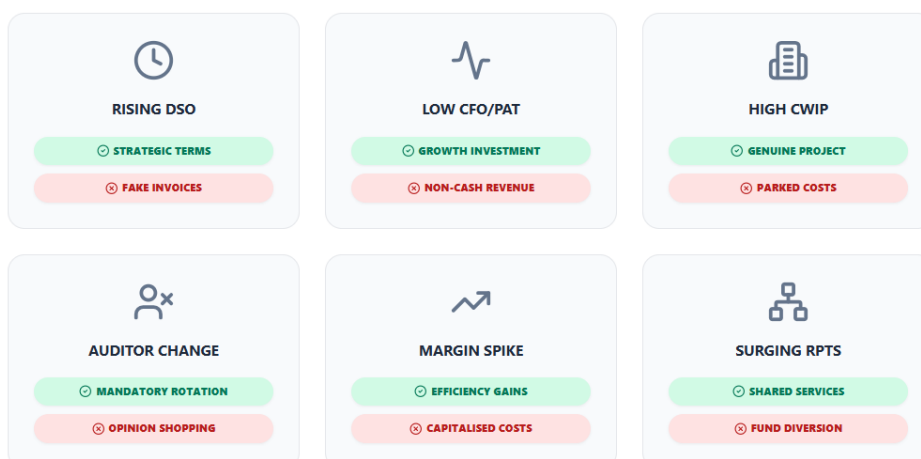 RISING DSO
STRATEGIC TERMS
FAKE INVOICES
LOW CFO/PAT
GROWTH INVESTMENT
NON-CASH REVENUE
HIGH CWIP
GENUINE PROJECT
PARKED COSTS
AUDITOR CHANGE
MANDATORY ROTATION
OPINION SHOPPING
MARGIN SPIKE
EFFICIENCY GAINS
CAPITALISED COSTS
SURGING RPTS
SHARED SERVICES
FUND DIVERSION